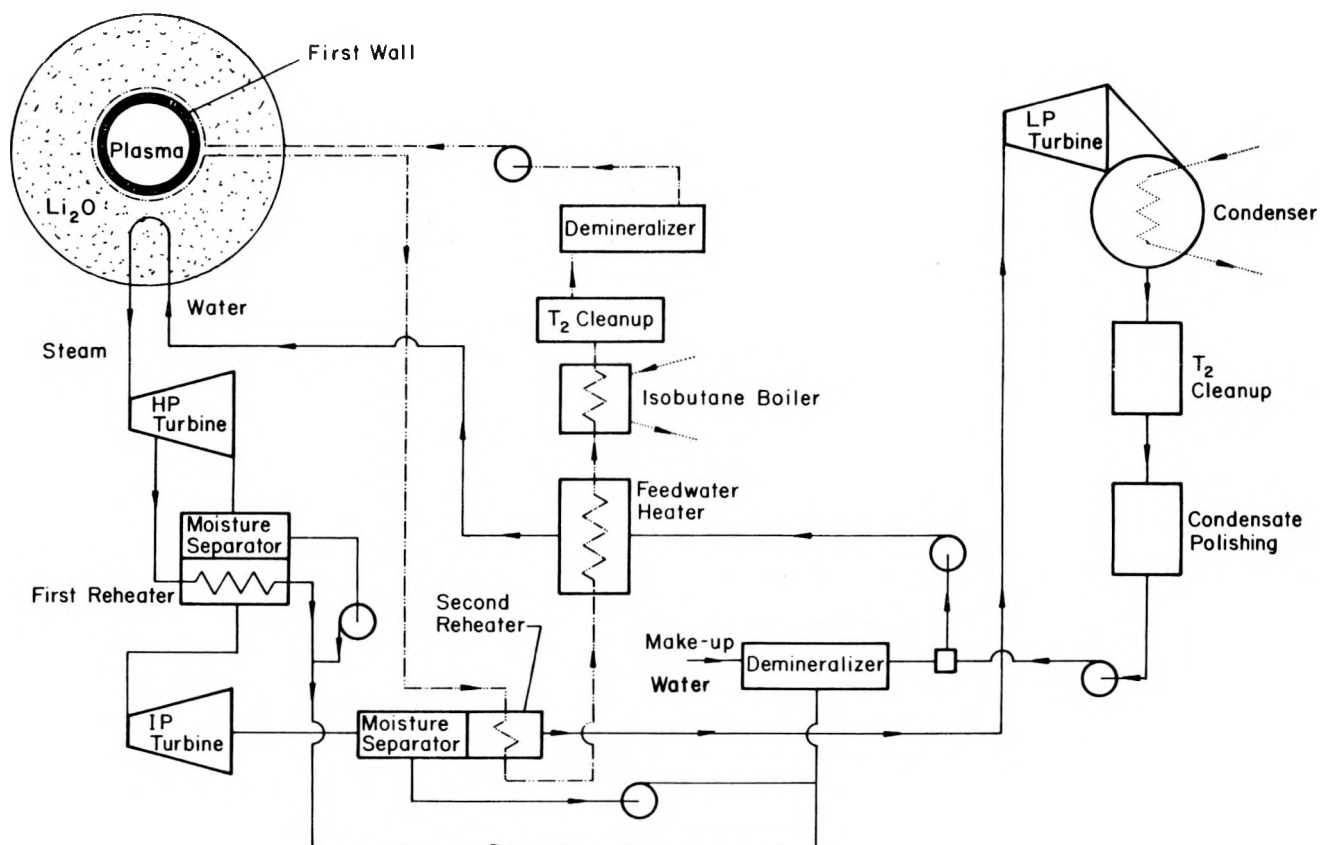 First Wall
Plasma
Li₂O
Water
Steam
HP
Turbine
Moisture
Separator
First Reheater
IP
Turbine
Moisture
Separator
Second
Reheater
Demineralizer
T₂ Cleanup
Isobutane Boiler
Feedwater
Heater
Make-up
Water
Demineralizer
LP
Turbine
Condenser
T₂
Cleanup
Condensate
Polishing